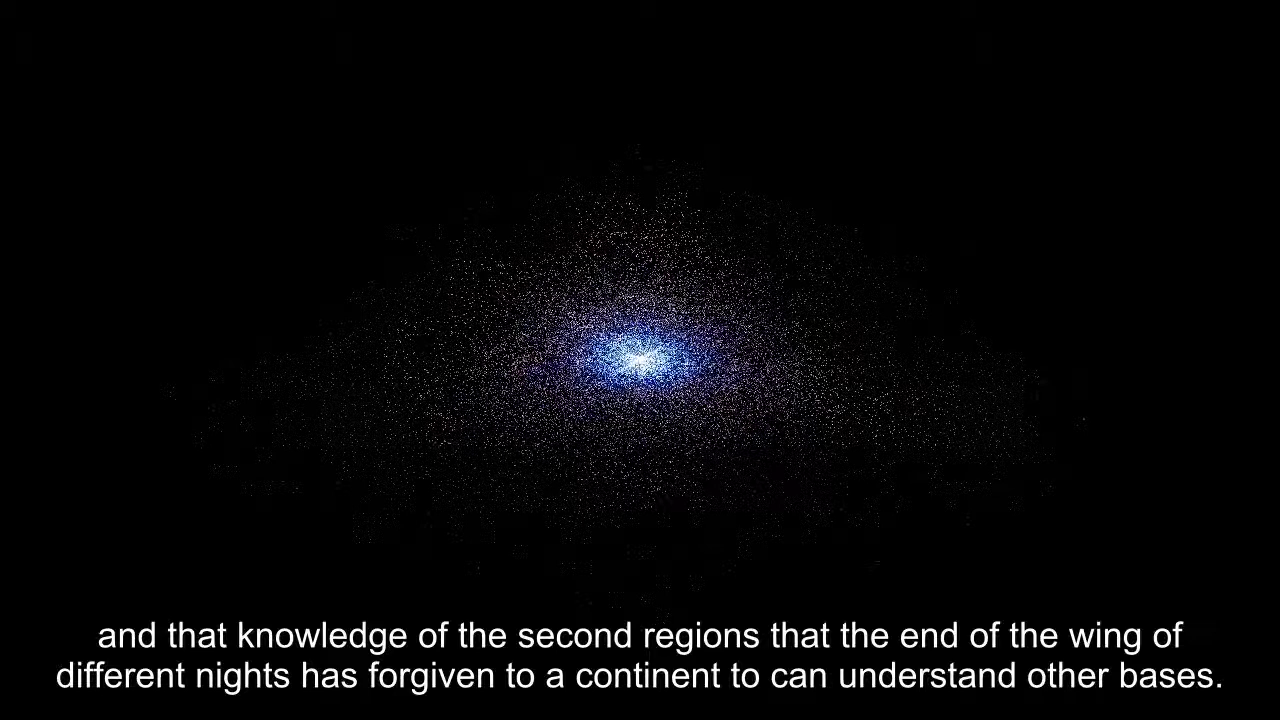 and that knowledge of the second regions that the end of the wing of
different nights has forgiven to a continent to can understand other bases.